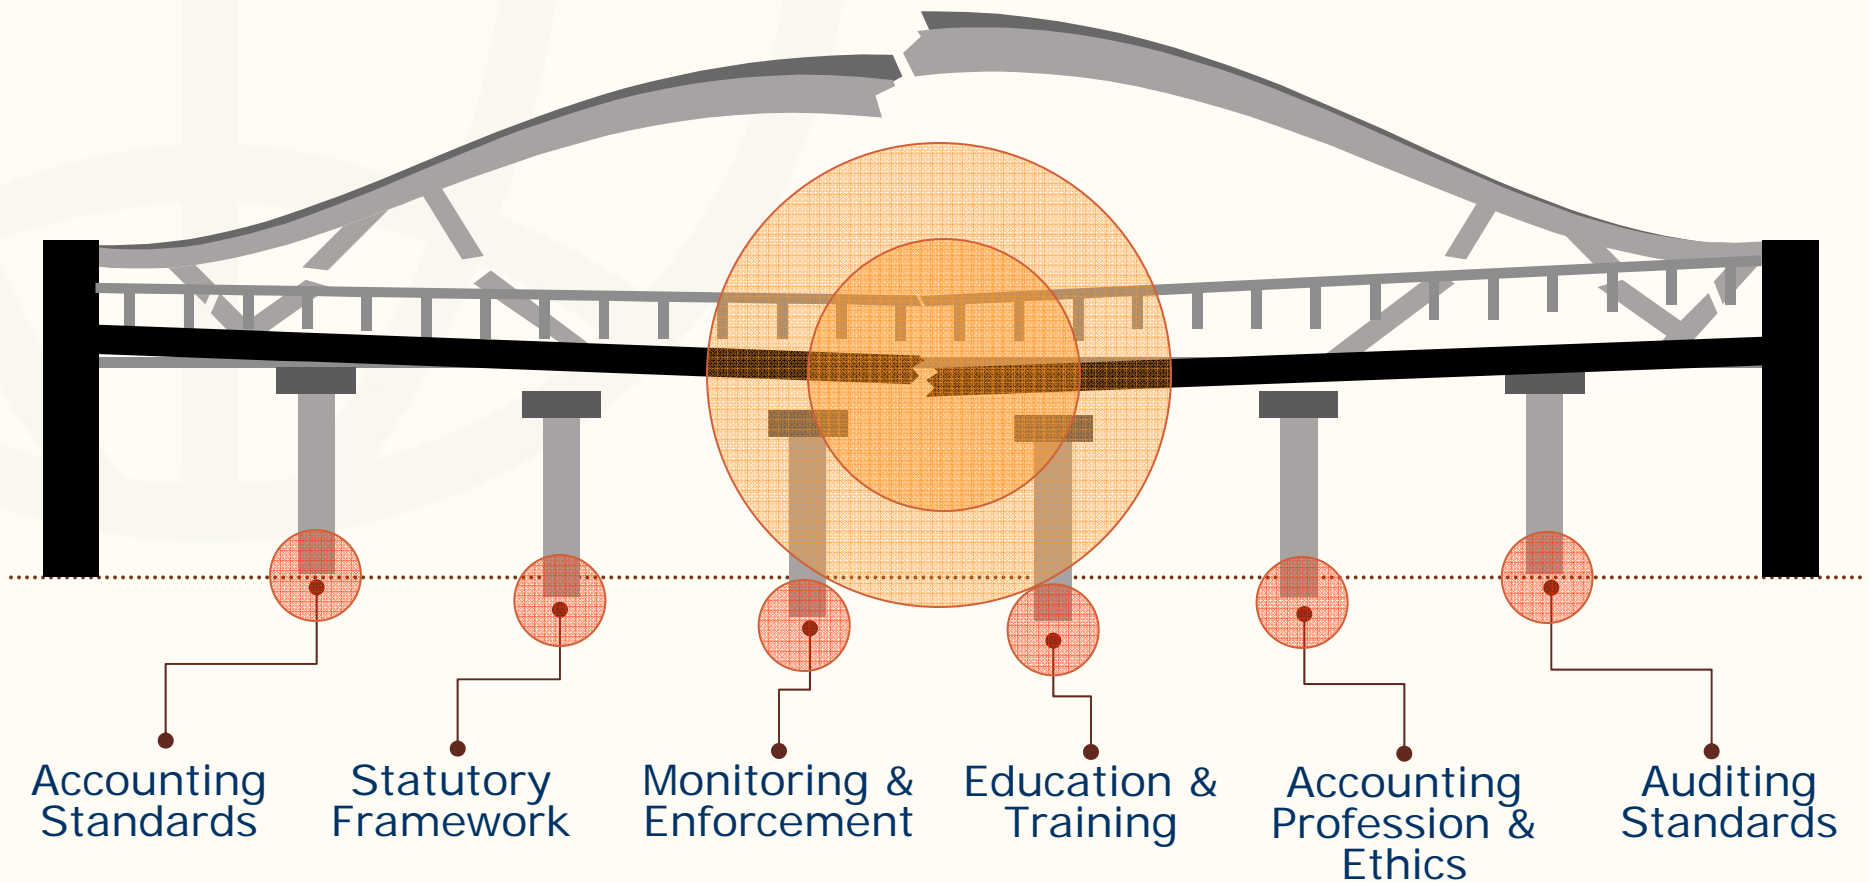 Accounting
Standards
Statutory
Framework
Monitoring &
Enforcement
Education &
Training
Accounting
Profession &
Ethics
Auditing
Standards